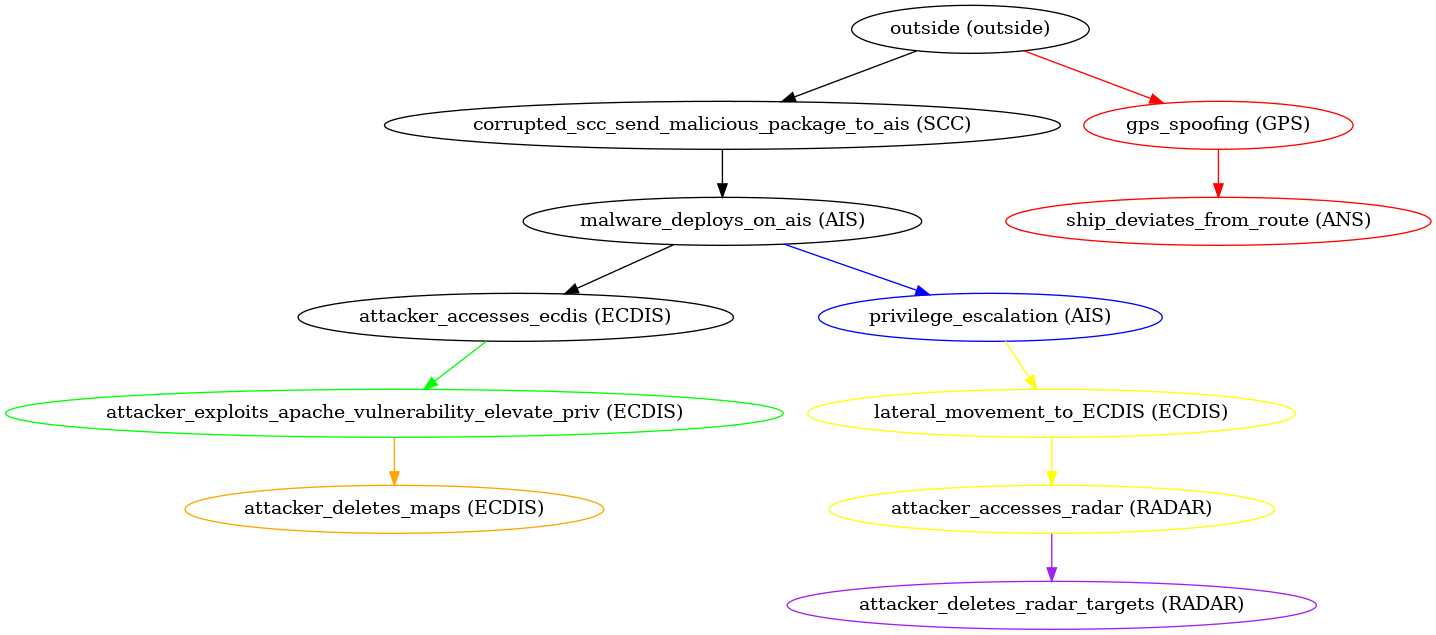 outside (outside)
corrupted_scc_send_malicious_package_to_ais (SCC)
gps_spoofing (GPS)
malware_deploys_on_ais (AIS)
ship_deviates_from_route (ANS)
attacker_accesses_ecdis (ECDIS)
privilege_escalation (AIS)
attacker_exploits_apache_vulnerability_elevate_priv (ECDIS)
lateral_movement_to_ECDIS (ECDIS)
attacker_deletes_maps (ECDIS)
attacker_accesses_radar (RADAR)
attacker_deletes_radar_targets (RADAR)